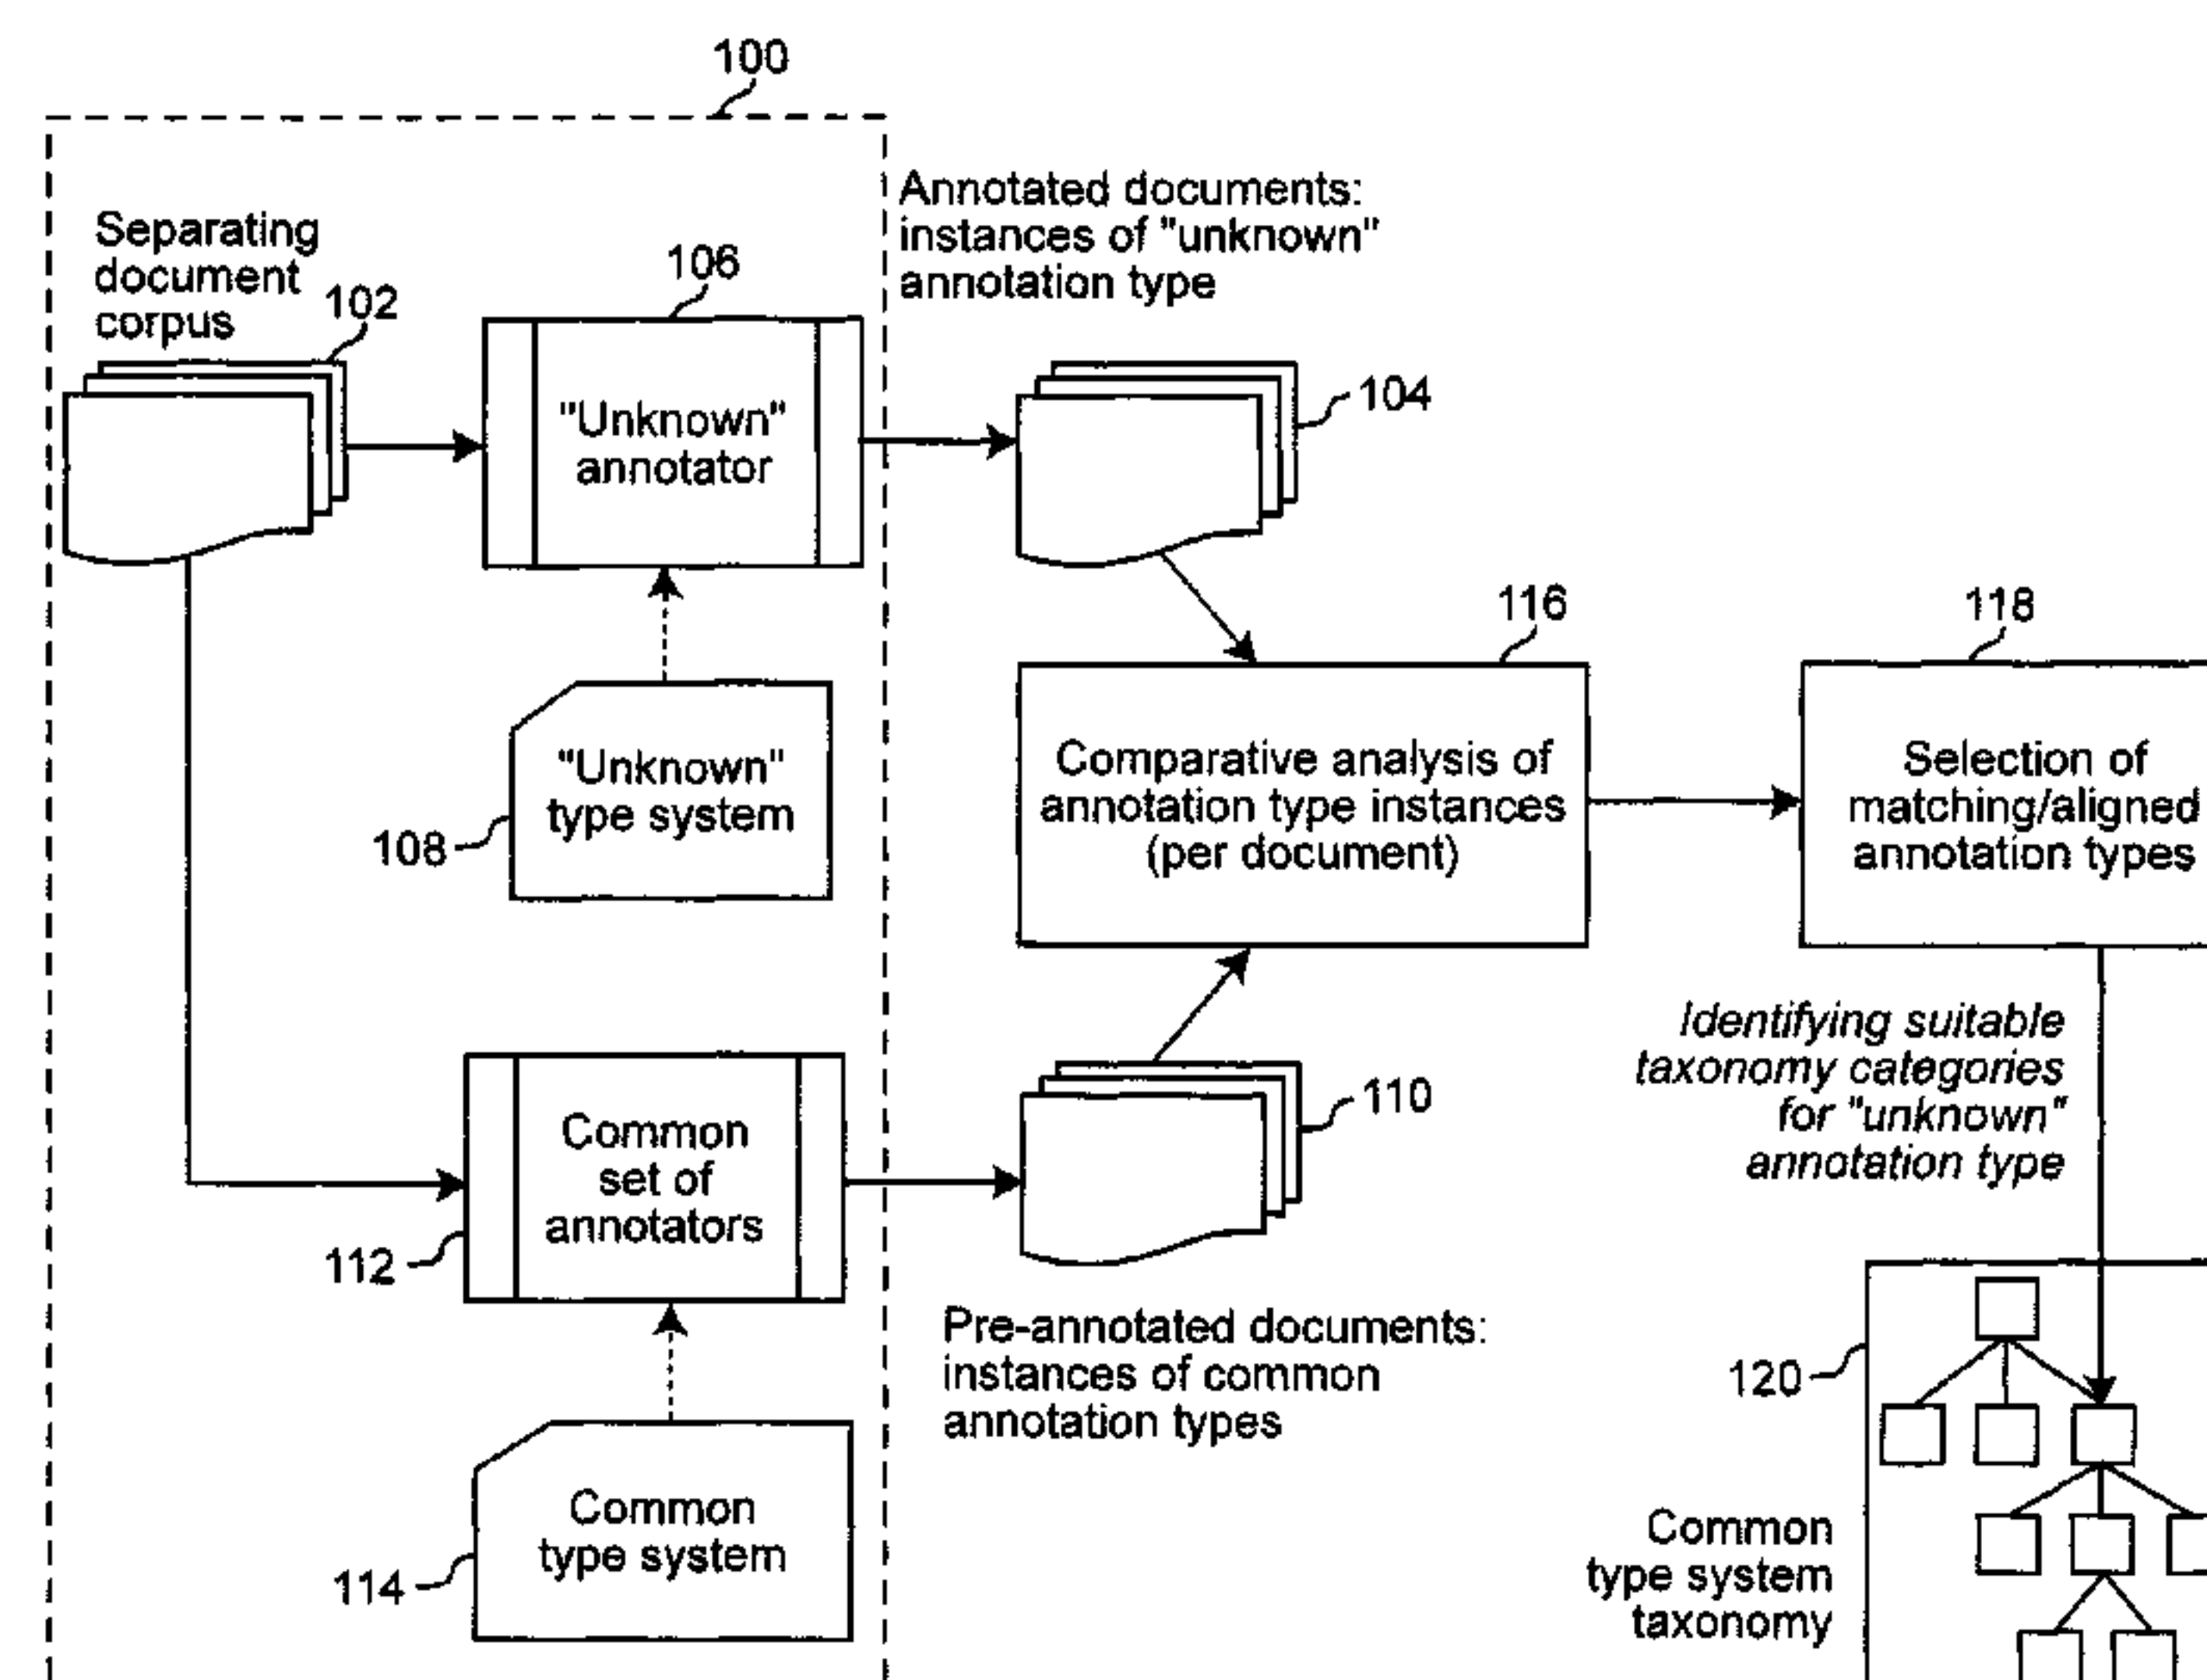 100
Separating
document
corpus
102
106
"Unknown"
annotator
Annotated documents:
instances of "unknown"
annotation type
104
"Unknown"
type system
108
116
Comparative analysis of
annotation type instances
(per document)
118
Selection of
matching/aligned
annotation types
Identifying suitable
taxonomy categories
for "unknown"
annotation type
Common
set of
annotators
112
110
Pre-annotated documents:
instances of common
annotation types
Common
type system
114
120
Common
type system
taxonomy